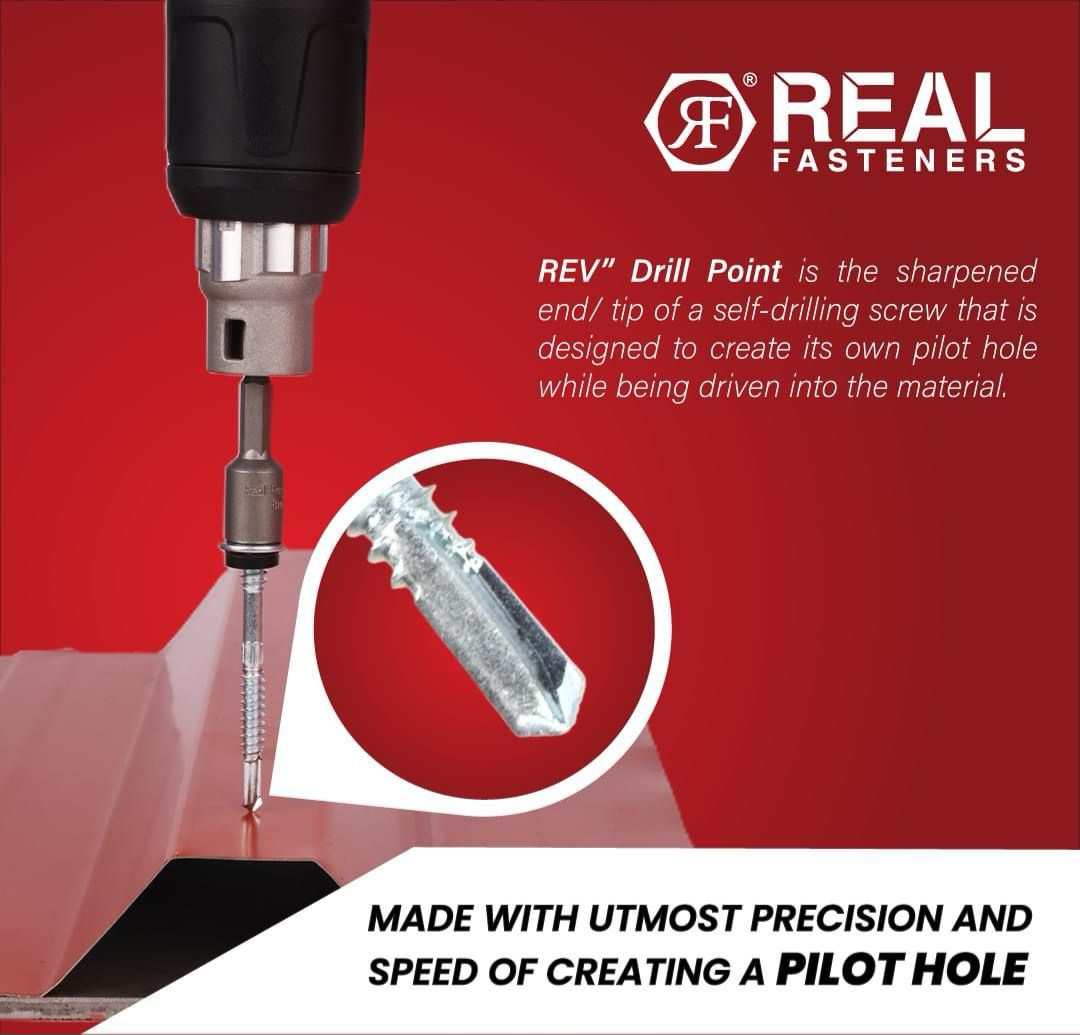 RF® REAL
FASTENERS
REV” Drill Point is the sharpened
end/ tip of a self-drilling screw that is
designed to create its own pilot hole
while being driven into the material.
Real
MADE WITH UTMOST PRECISION AND
SPEED OF CREATING A PILOT HOLE